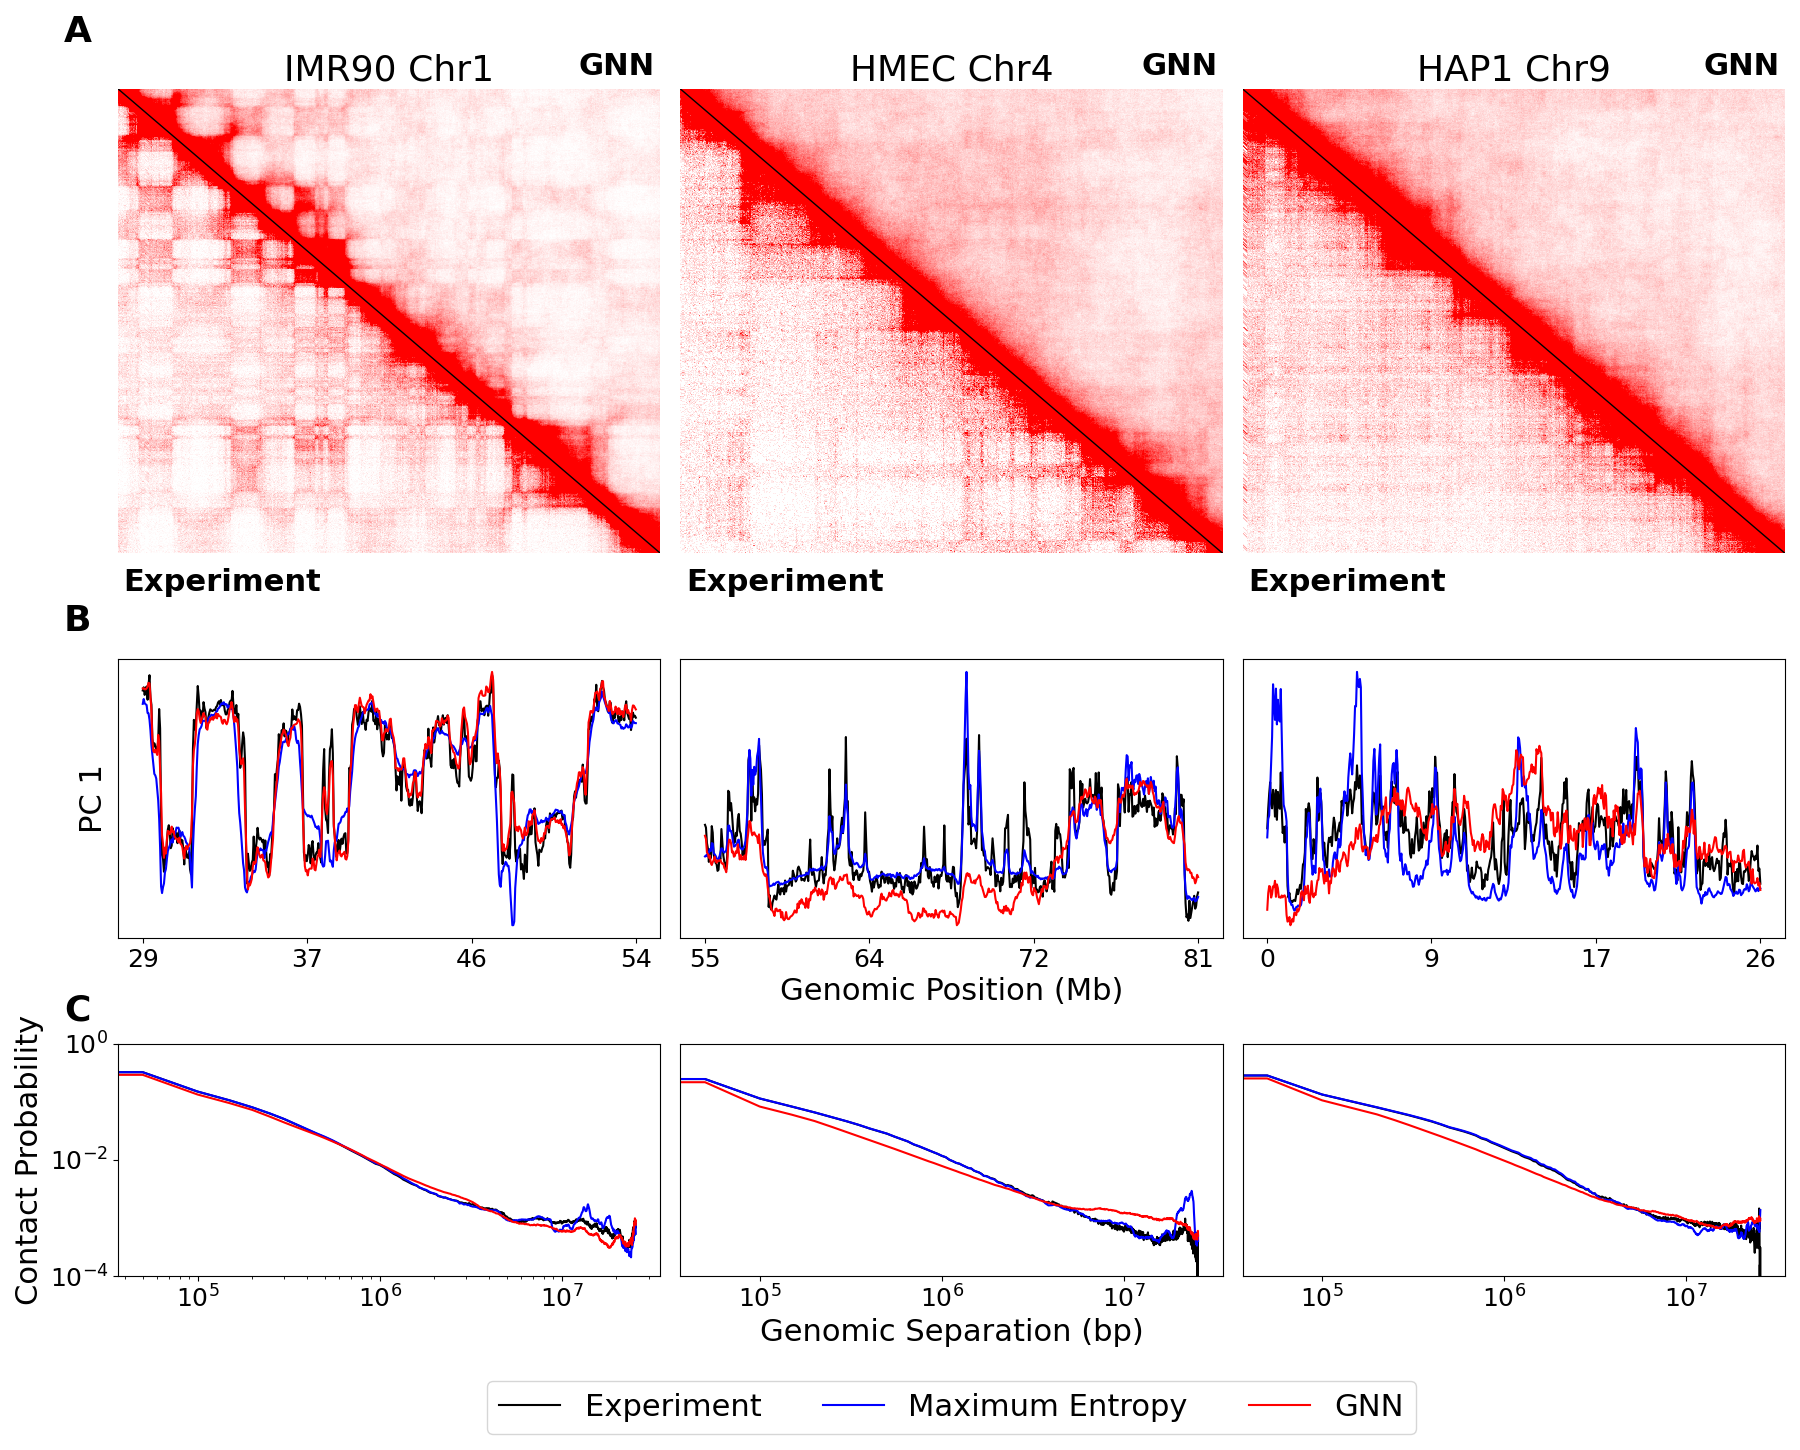 A
IMR90 Chr1 GNN
HMEC Chr4 GNN
HAP1 Chr9 GNN
Experiment Experiment Experiment
B
PC 1
29 37 46 54
55 64 72 81
0 9 17 26
Genomic Position (Mb)
C
Contact Probability
10⁰
10⁻²
10⁻⁴
10⁵ 10⁶ 10⁷
10⁵ 10⁶ 10⁷
10⁵ 10⁶ 10⁷
Genomic Separation (bp)
Experiment Maximum Entropy GNN